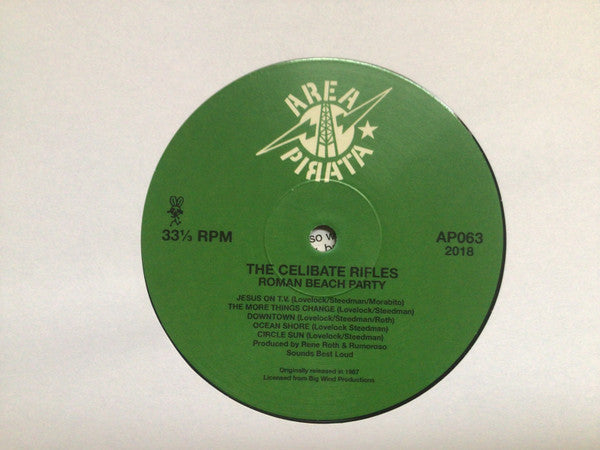 AREA
PIRATA
33⅓ RPM
AP063
2018
so w
THE CELIBATE RIFLES
ROMAN BEACH PARTY
JESUS ON T.V. (Lovelock/Steedman/Morabito)
THE MORE THINGS CHANGE (Lovelock/Steedman)
DOWNTOWN (Lovelock/Steedman/Roth)
OCEAN SHORE (Lovelock Steedman)
CIRCLE SUN (Lovelock/Steedman)
Produced by Rene Roth & Rumoroso
Sounds Best Loud
Originally released in 1987
Licensed from Big Wind Productions